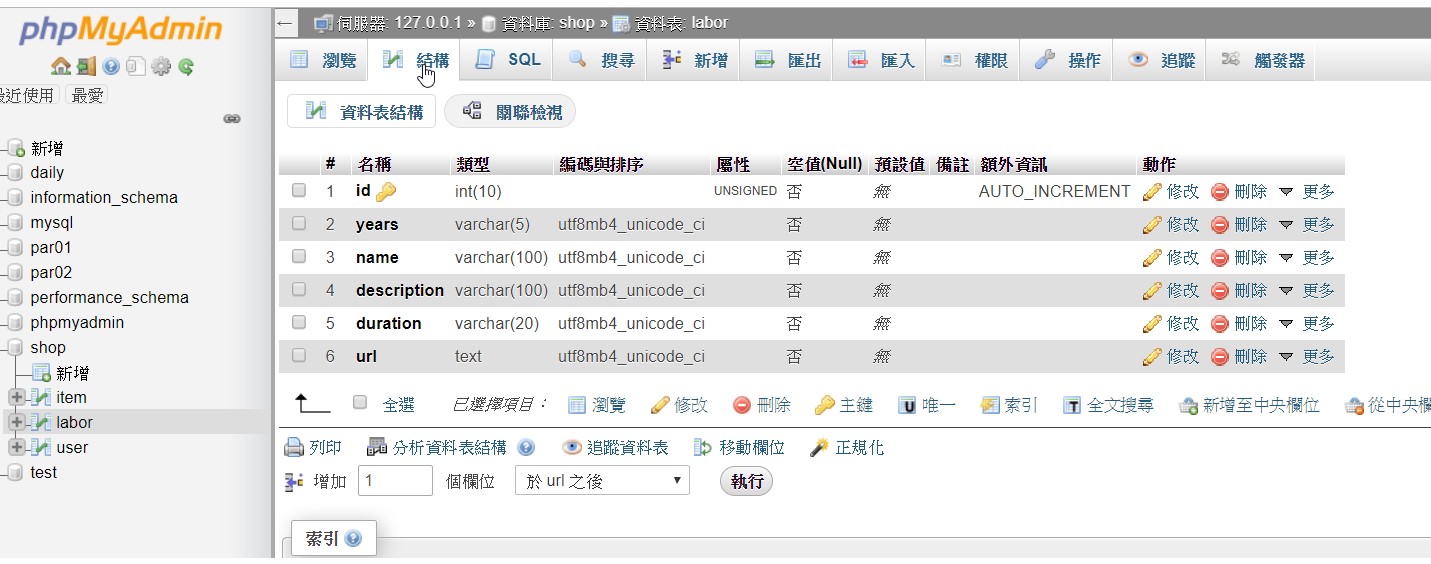 phpMyAdmin
最近使用 最愛
新增
daily
information_schema
mysql
par01
par02
performance_schema
phpmyadmin
shop
新增
item
labor
user
test
伺服器: 127.0.0.1 » 資料庫: shop » 資料表: labor
瀏覽 結構 SQL 搜尋 新增 匯出 匯入 權限 操作 追蹤 觸發器
資料表結構 關聯檢視
# 名稱 類型 編碼與排序 屬性 空值(Null) 預設值 備註 額外資訊 動作
1 id int(10) UNSIGNED 否 無 AUTO_INCREMENT 修改 刪除 更多
2 years varchar(5) utf8mb4_unicode_ci 否 無 修改 刪除 更多
3 name varchar(100) utf8mb4_unicode_ci 否 無 修改 刪除 更多
4 description varchar(100) utf8mb4_unicode_ci 否 無 修改 刪除 更多
5 duration varchar(20) utf8mb4_unicode_ci 否 無 修改 刪除 更多
6 url text utf8mb4_unicode_ci 否 無 修改 刪除 更多
全選 已選擇項目： 瀏覽 修改 刪除 主鍵 唯一 索引 全文搜尋 新增至中央欄位 從中央欄
列印 分析資料表結構 追蹤資料表 移動欄位 正規化
增加 1 個欄位 於 url 之後 執行
索引